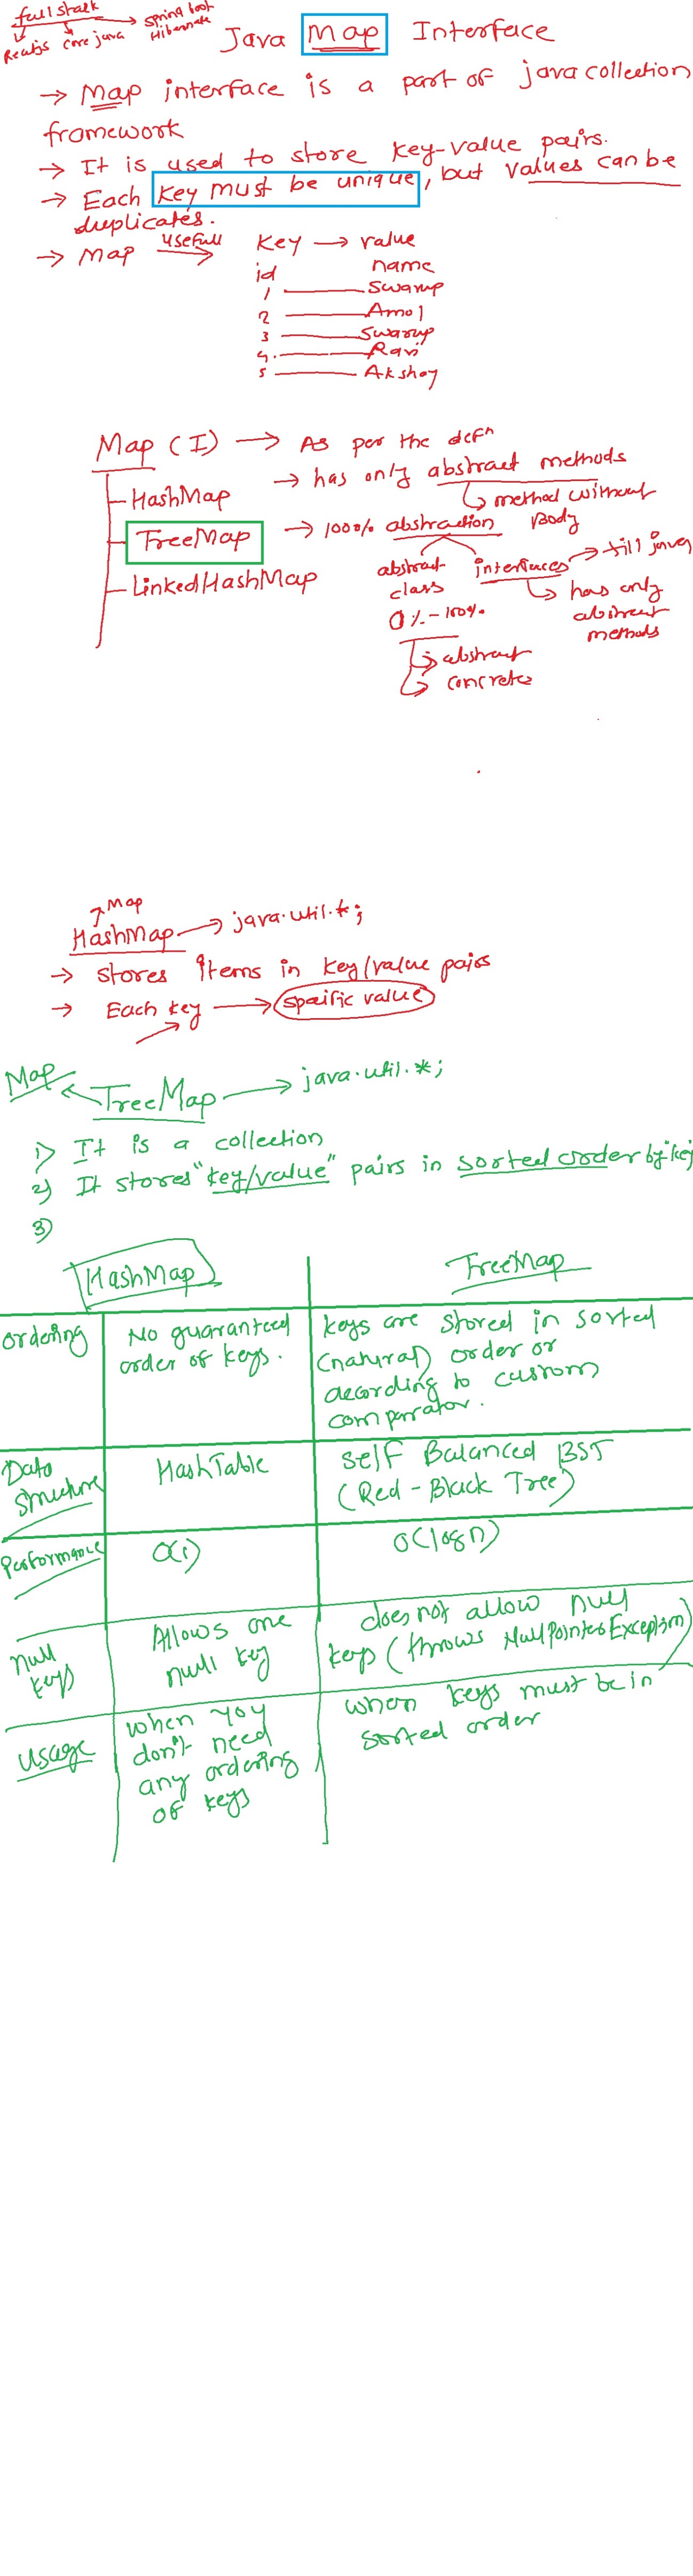 full stack
Reactjs core java spring boot
Hibernate
Java Map Interface
→ Map interface is a part of java collection
framework
→ It is used to store key-value pairs.
→ Each key must be unique, but values can be
duplicates.
→ Map usefull → Key → value
id name
1 Swarup
2 Amol
3 Swarup
4. Ravi
5 Akshay
Map (I) → As per the defn
→ has only abstract methods
method without
Body
HashMap
TreeMap
LinkedHashMap
→ 100% abstraction
abstract
class
0%-100%
abstract
concrete
interfaces → till java
has only
abstract
methods
Map
HashMap → java.util.*;
→ stores items in key/value pairs
→ Each key → spcific value
Map ← TreeMap → java.util.*;
1) It is a collection
2) It stores "key/value" pairs in sorted order by key
3)
HashMap TreeMap
ordering
No guaranteed
order of keys.
keys are stored in sorted
(natural) order or
according to custom
comparator.
Data
structure
HashTable
Self Balanced BST
(Red-Black Tree)
Performance O(1) O(log n)
null
keys
Allows one
null key
does not allow null
keys (throws NullPointerException)
usage
when you
don't need
any ordering
of keys
when keys must be in
sorted order